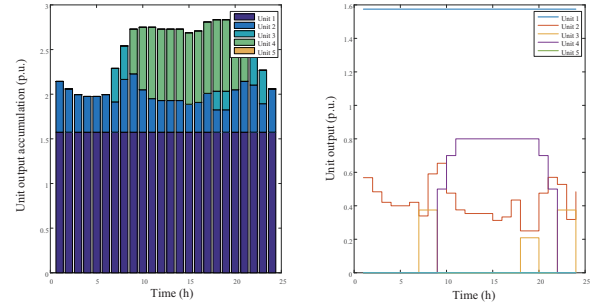 3
2.5
2
1.5
1
0.5
0
0
5
10
15
20
25
Unit output accumulation (p.u.)
Time (h)
Unit 1
Unit 2
Unit 3
Unit 4
Unit 5
1.6
1.4
1.2
1
0.8
0.6
0.4
0.2
0
0
5
10
15
20
25
Unit output (p.u.)
Time (h)
Unit 1
Unit 2
Unit 3
Unit 4
Unit 5